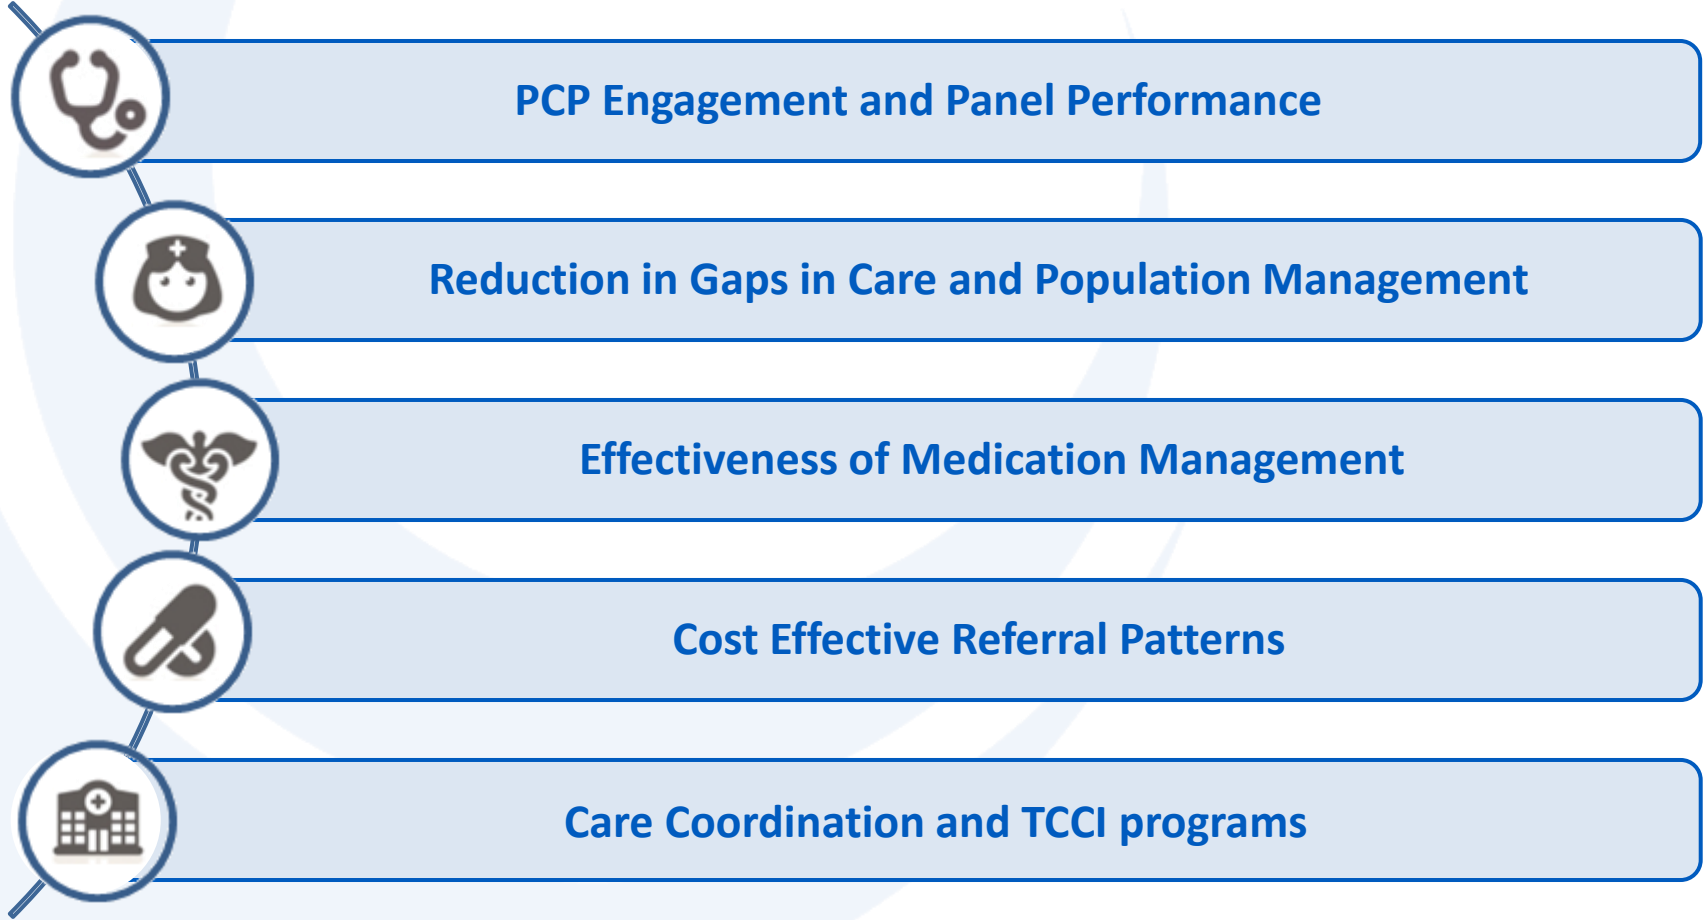 PCP Engagement and Panel Performance
Reduction in Gaps in Care and Population Management
Effectiveness of Medication Management
Cost Effective Referral Patterns
Care Coordination and TCCI programs